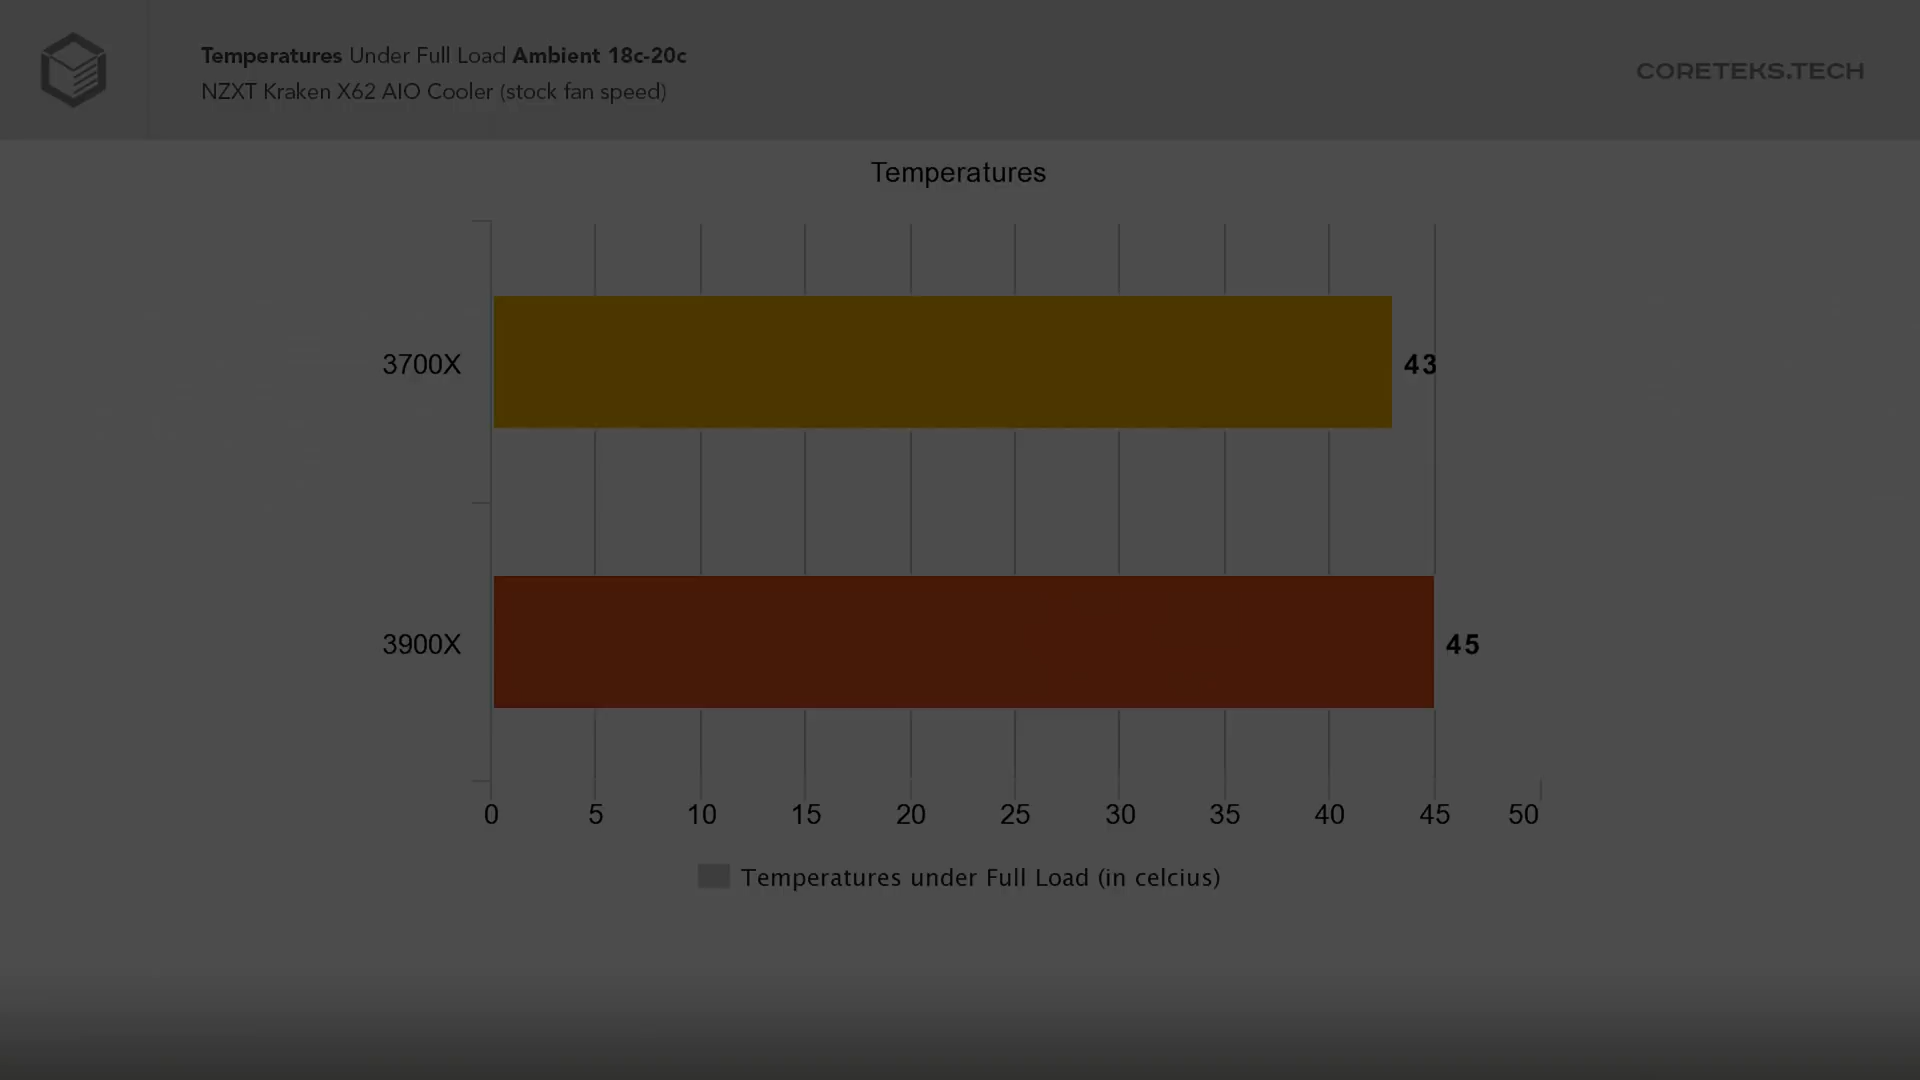 Temperatures Under Full Load Ambient 18c-20c
NZXT Kraken X62 AIO Cooler (stock fan speed)
CORETEKS.TECH
Temperatures
3700X
43
3900X
45
0 5 10 15 20 25 30 35 40 45 50
Temperatures under Full Load (in celcius)